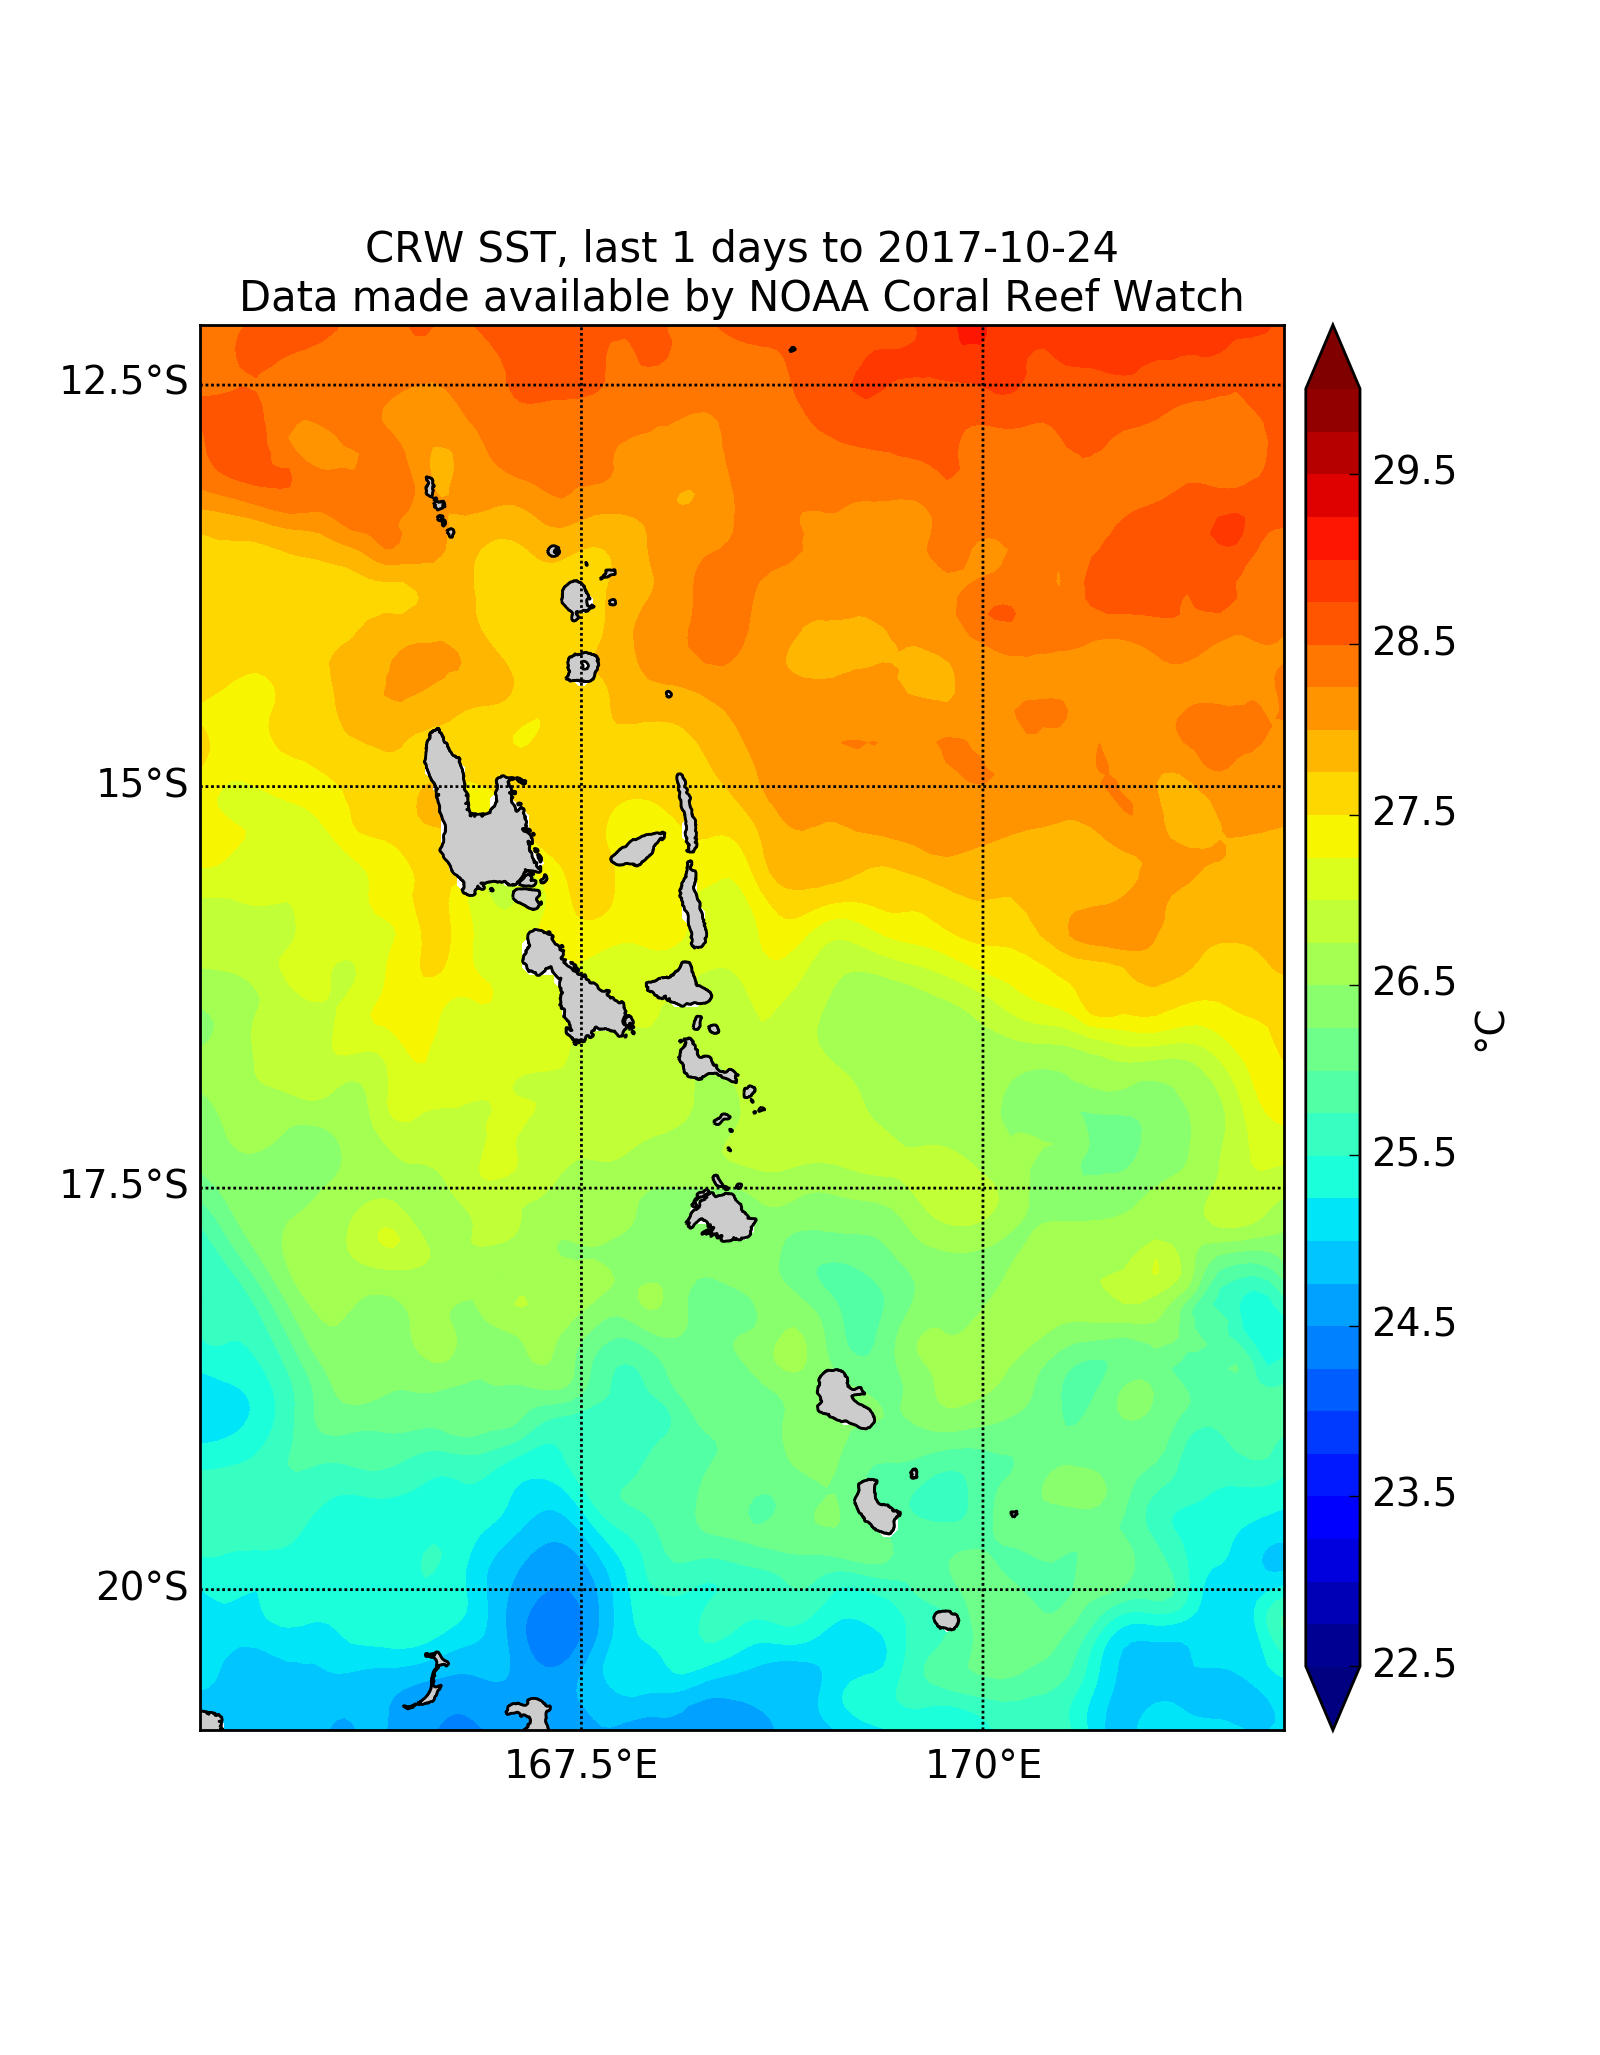 CRW SST, last 1 days to 2017-10-24
Data made available by NOAA Coral Reef Watch
12.5°S
15°S
17.5°S
20°S
167.5°E
170°E
29.5
28.5
27.5
26.5
25.5
24.5
23.5
22.5
°C